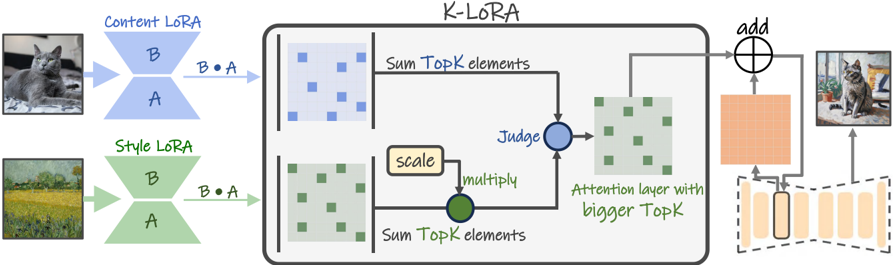 K-LoRA
Content LoRA
B
A
B • A
Sum TopK elements
Judge
add
Style LoRA
B
A
B • A
scale
multiply
Sum TopK elements
Attention layer with
bigger TopK